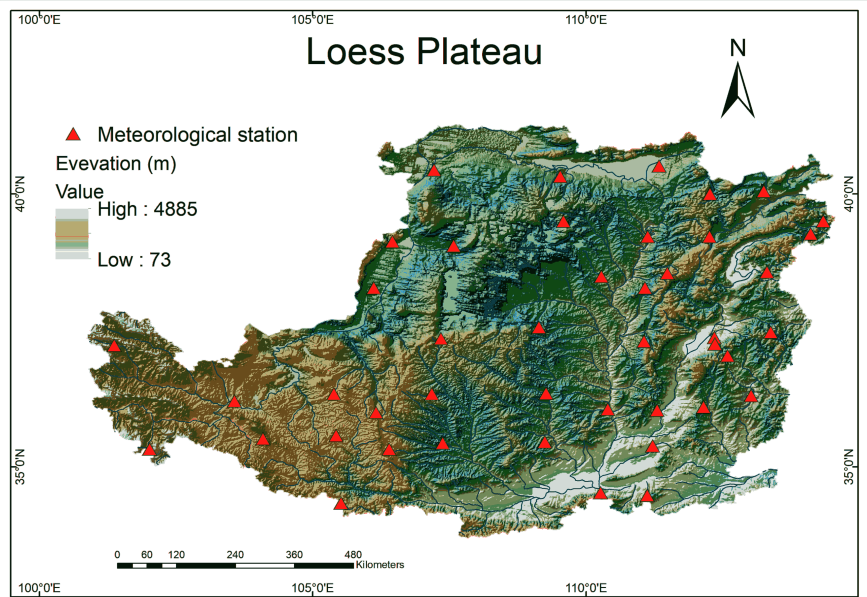 100°0'E 105°0'E 110°0'E
Loess Plateau
N
Meteorological station
Evevation (m)
Value
High : 4885
Low : 73
40°0'N 40°0'N
35°0'N 35°0'N
0 60 120 240 360 480
Kilometers
100°0'E 105°0'E 110°0'E